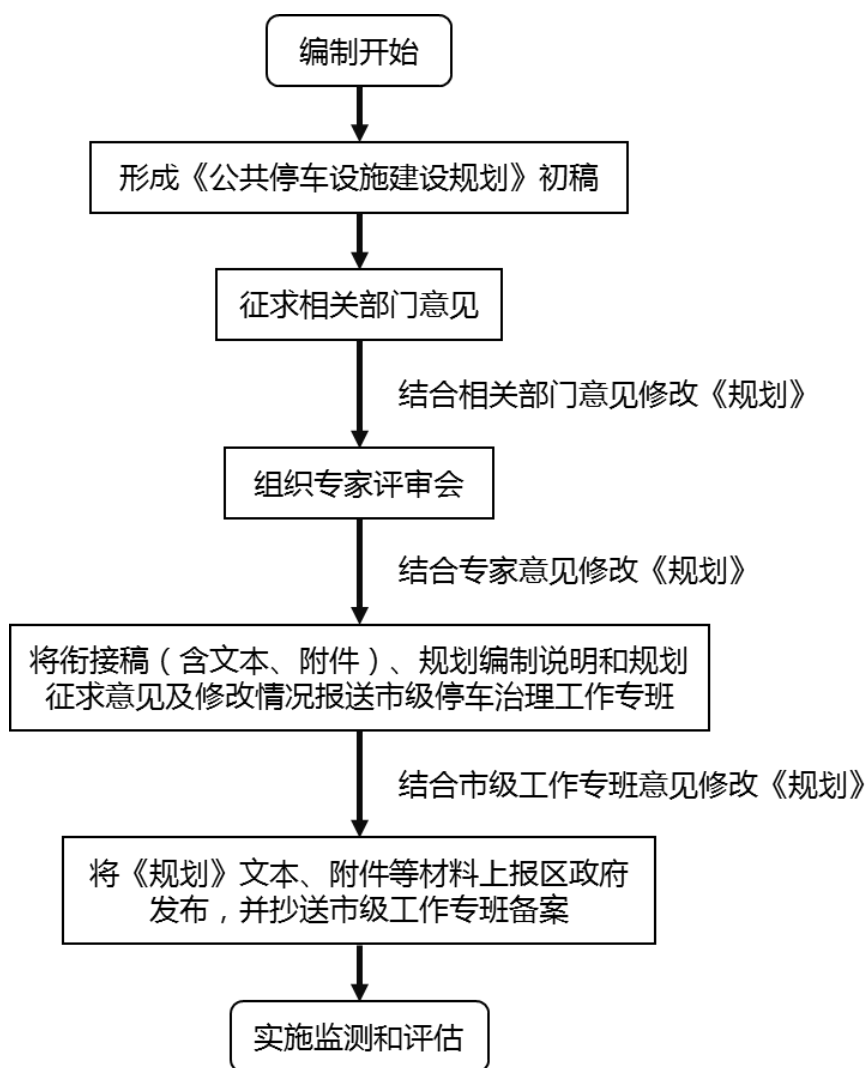 编制开始
形成《公共停车设施建设规划》初稿
征求相关部门意见
结合相关部门意见修改《规划》
组织专家评审会
结合专家意见修改《规划》
将衔接稿（含文本、附件）、规划编制说明和规划
征求意见及修改情况报送市级停车治理工作专班
结合市级工作专班意见修改《规划》
将《规划》文本、附件等材料上报区政府
发布，并抄送市级工作专班备案
实施监测和评估